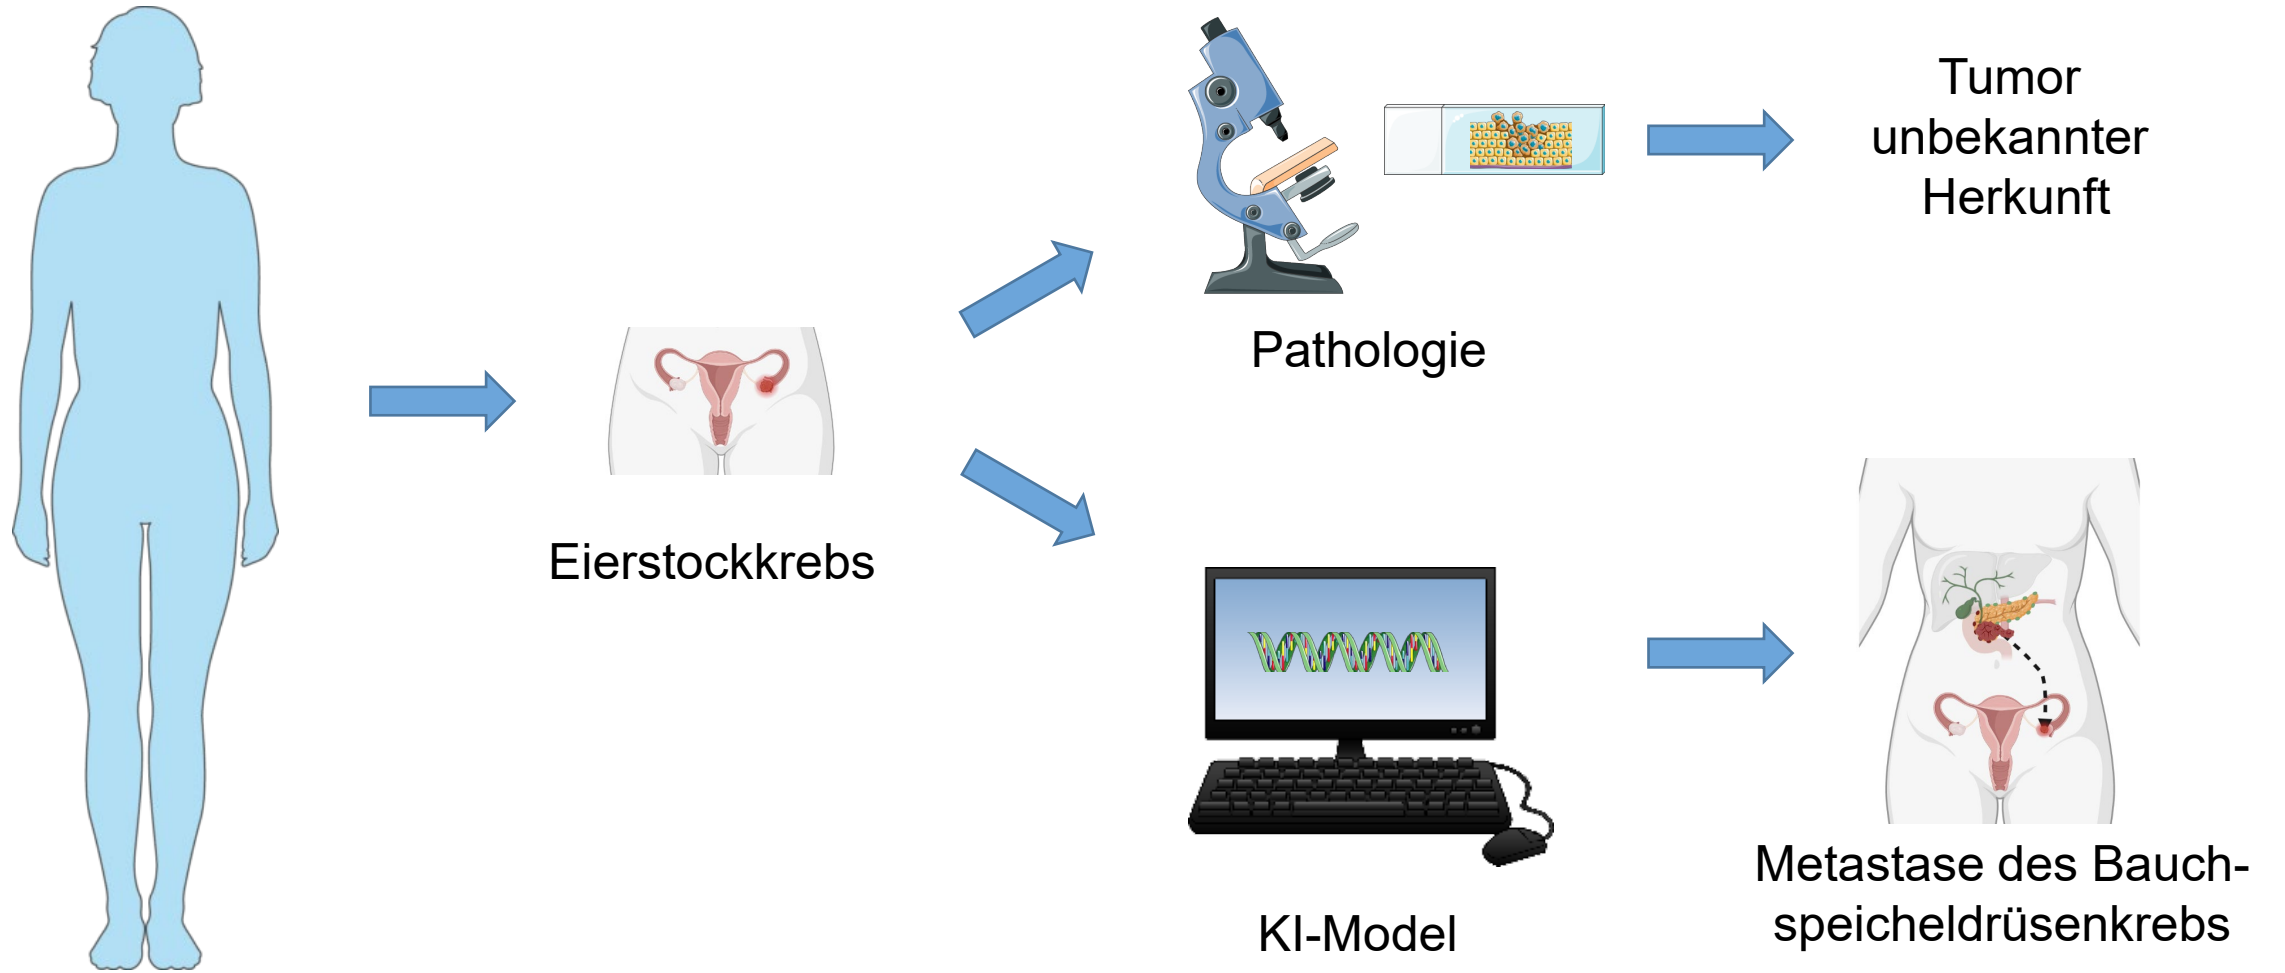 Tumor
unbekannter
Herkunft
Pathologie
Eierstockkrebs
KI-Model
Metastase des Bauch-
speicheldrüsenkrebs